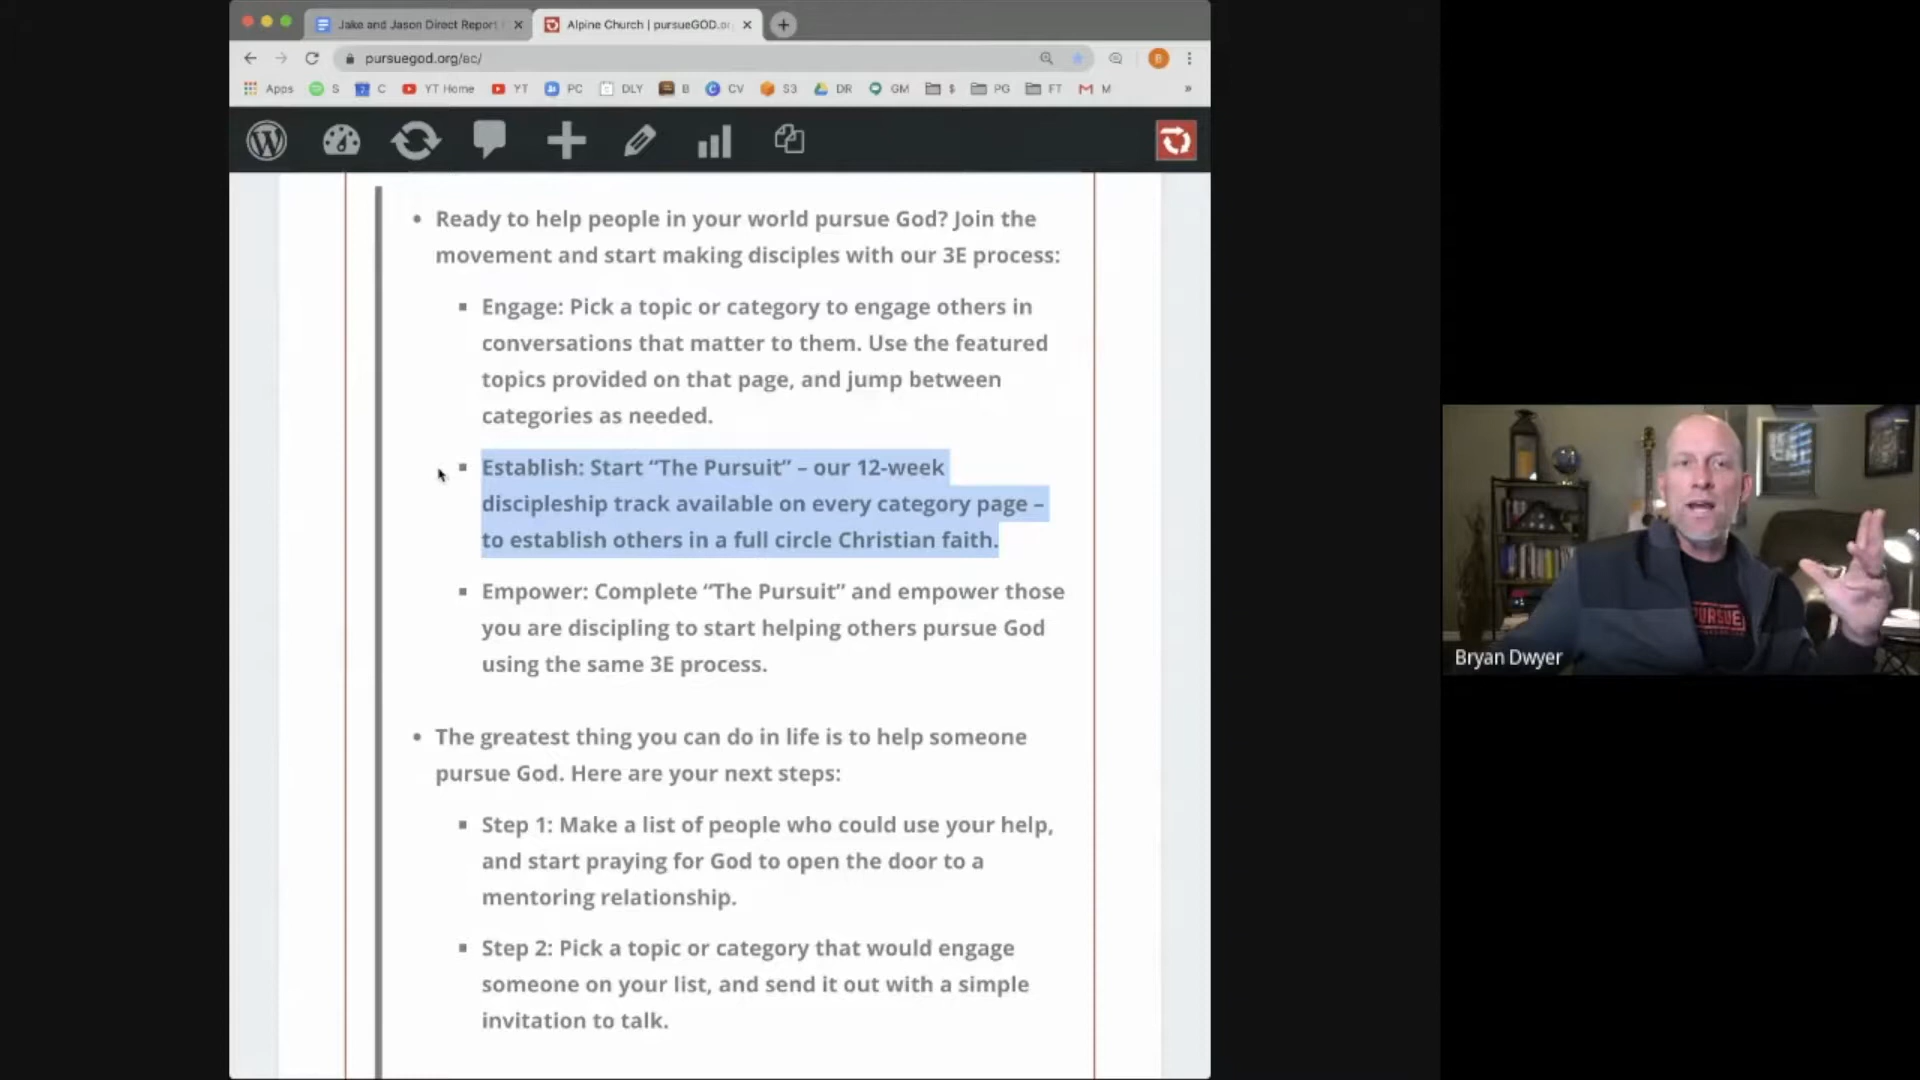 Jake and Jason Direct Report
Alpine Church | pursueGOD.or
pursuegod.org/ac/
B
Apps
S
C
YT Home
YT
PC
DLY
B
CV
S3
DR
GM
$
PG
FT
M
»
• Ready to help people in your world pursue God? Join the
movement and start making disciples with our 3E process:
▪ Engage: Pick a topic or category to engage others in
conversations that matter to them. Use the featured
topics provided on that page, and jump between
categories as needed.
▪ Establish: Start “The Pursuit” – our 12-week
discipleship track available on every category page –
to establish others in a full circle Christian faith.
▪ Empower: Complete “The Pursuit” and empower those
you are discipling to start helping others pursue God
using the same 3E process.
• The greatest thing you can do in life is to help someone
pursue God. Here are your next steps:
▪ Step 1: Make a list of people who could use your help,
and start praying for God to open the door to a
mentoring relationship.
▪ Step 2: Pick a topic or category that would engage
someone on your list, and send it out with a simple
invitation to talk.
PURSUE
Bryan Dwyer